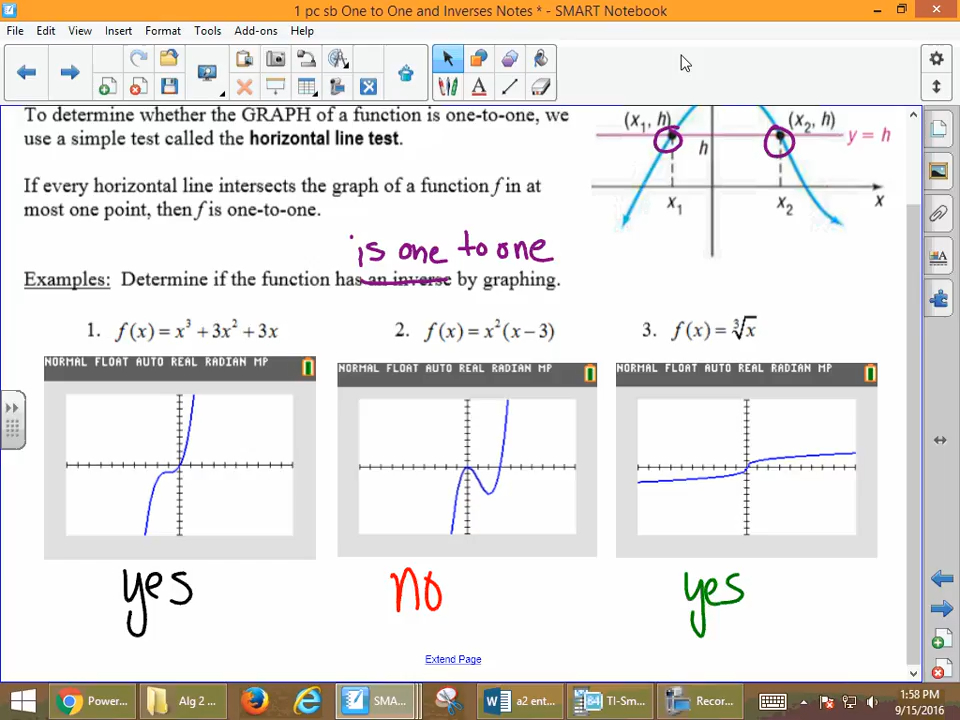 1 pc sb One to One and Inverses Notes * - SMART Notebook
File Edit View Insert Format Tools Add-ons Help
To determine whether the GRAPH of a function is one-to-one, we
use a simple test called the horizontal line test.
(x₁, h) (x₂, h)
h y = h
If every horizontal line intersects the graph of a function f in at
most one point, then f is one-to-one.
x₁ x₂ x
is one to one
Examples: Determine if the function has an inverse by graphing.
1. f(x) = x³ + 3x² + 3x 2. f(x) = x²(x − 3) 3. f(x) = ∛x
NORMAL FLOAT AUTO REAL RADIAN MP NORMAL FLOAT AUTO REAL RADIAN MP NORMAL FLOAT AUTO REAL RADIAN MP
yes no yes
Extend Page
Power... Alg 2 ... SMA... a2 ent... TI-Sm... Recor...
1:58 PM
9/15/2016